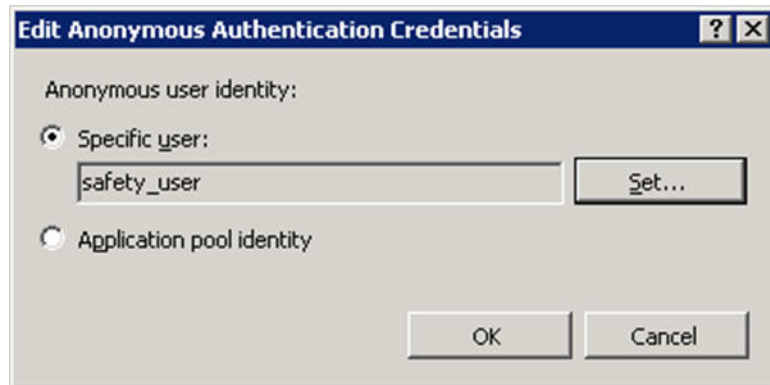 Edit Anonymous Authentication Credentials ? X
Anonymous user identity:
Specific user:
safety_user Set...
Application pool identity
OK Cancel